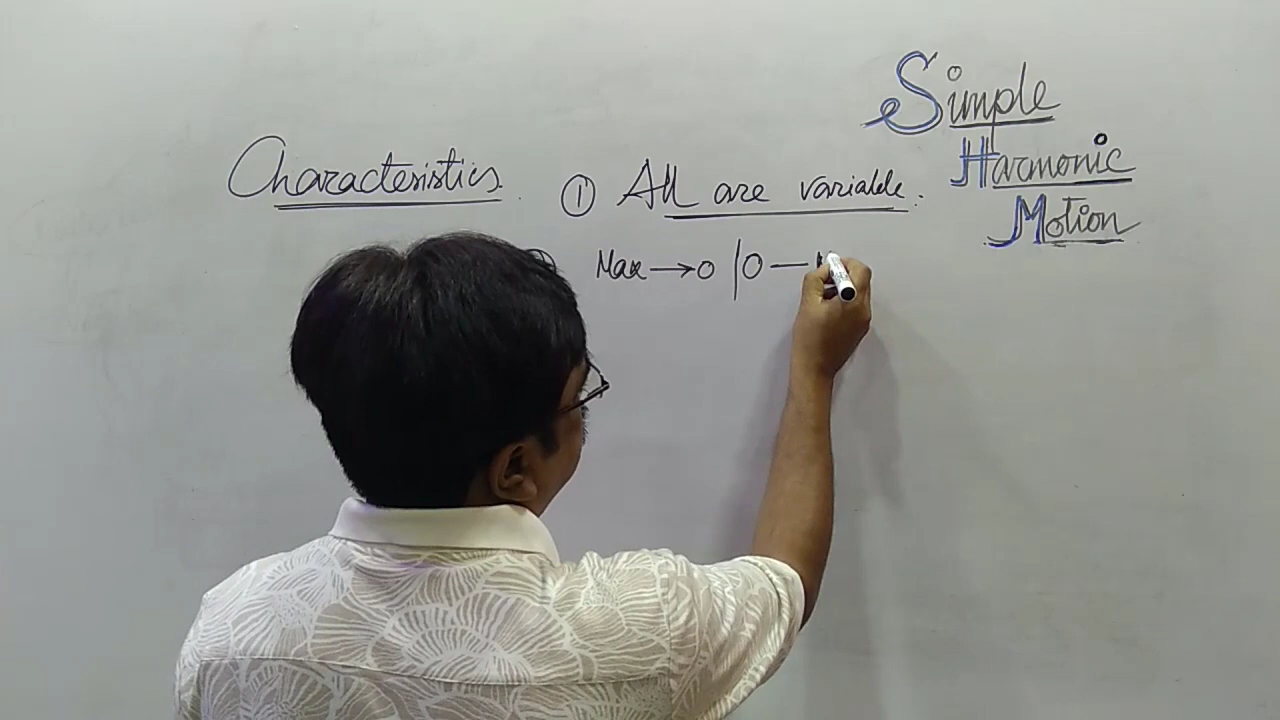 Simple
Harmonic
Motion
Characteristics.
① All are variable.
Max → 0 | 0 —